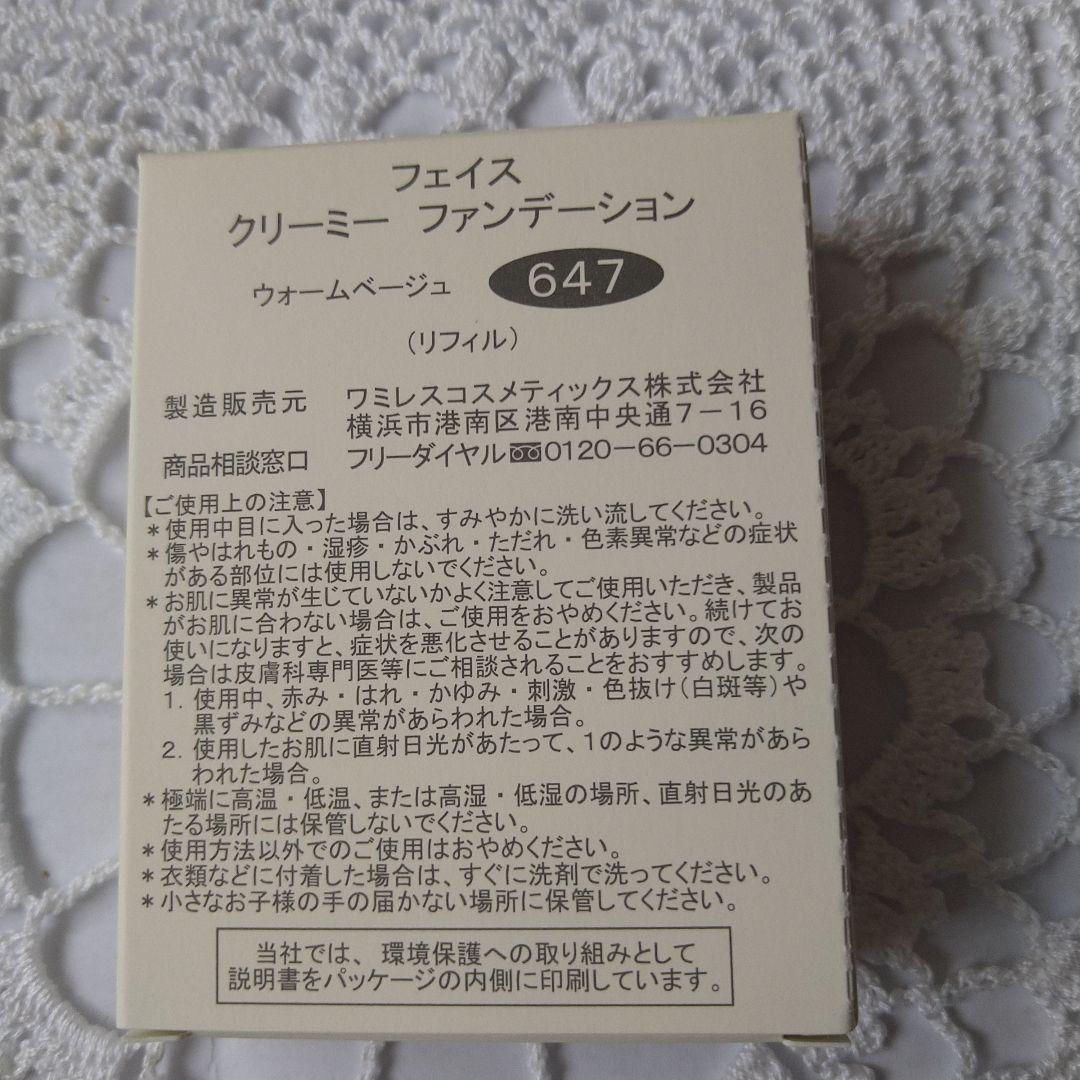 フェイス
クリーミー ファンデーション
ウォームベージュ 647
（リフィル）
製造販売元 ワミレスコスメティックス株式会社
横浜市港南区港南中央通7－16
商品相談窓口 フリーダイヤル0120－66－0304
【ご使用上の注意】
＊使用中目に入った場合は、すみやかに洗い流してください。
＊傷やはれもの・湿疹・かぶれ・ただれ・色素異常などの症状
がある部位には使用しないでください。
＊お肌に異常が生じていないかよく注意してご使用いただき、製品
がお肌に合わない場合は、ご使用をおやめください。続けてお
使いになりますと、症状を悪化させることがありますので、次の
場合は皮膚科専門医等にご相談されることをおすすめします。
1. 使用中、赤み・はれ・かゆみ・刺激・色抜け（白斑等）や
黒ずみなどの異常があらわれた場合。
2. 使用したお肌に直射日光があたって、1のような異常があら
われた場合。
＊極端に高温・低温、または高湿・低湿の場所、直射日光のあ
たる場所には保管しないでください。
＊使用方法以外でのご使用はおやめください。
＊衣類などに付着した場合は、すぐに洗剤で洗ってください。
＊小さなお子様の手の届かない場所に保管してください。
当社では、環境保護への取り組みとして
説明書をパッケージの内側に印刷しています。